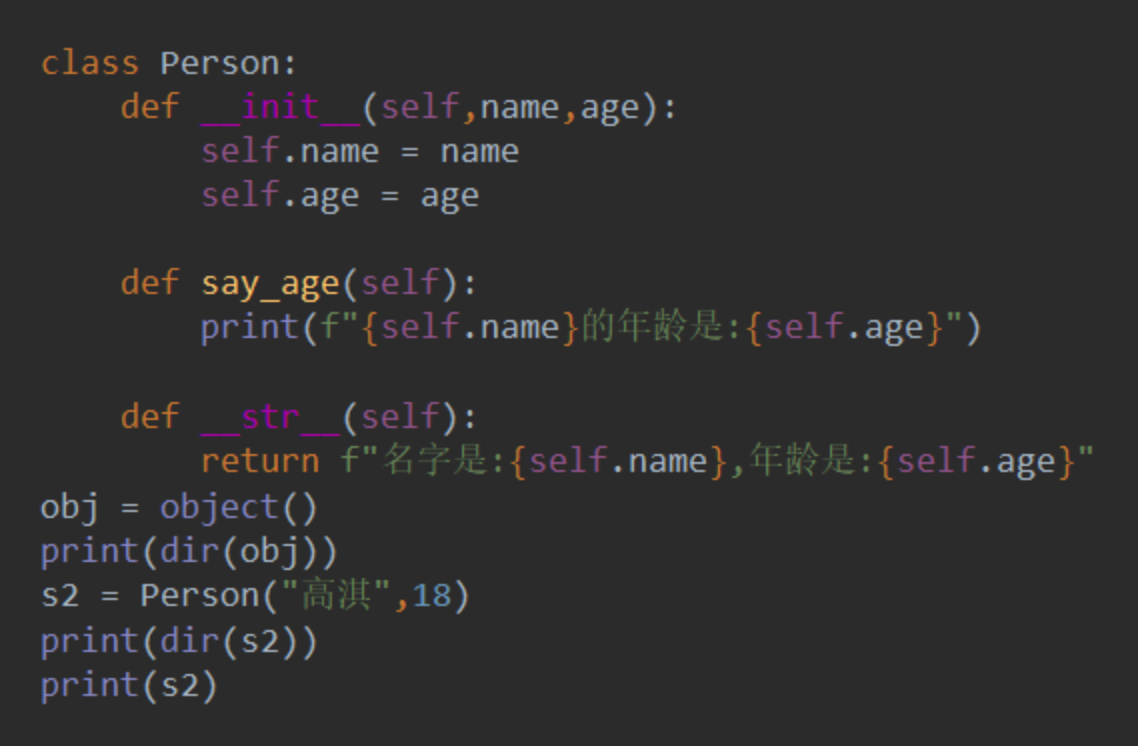 class Person:
    def __init__(self,name,age):
        self.name = name
        self.age = age
    def say_age(self):
        print(f"{self.name}的年龄是:{self.age}")
    def __str__(self):
        return f"名字是:{self.name},年龄是:{self.age}"
obj = object()
print(dir(obj))
s2 = Person("高淇",18)
print(dir(s2))
print(s2)